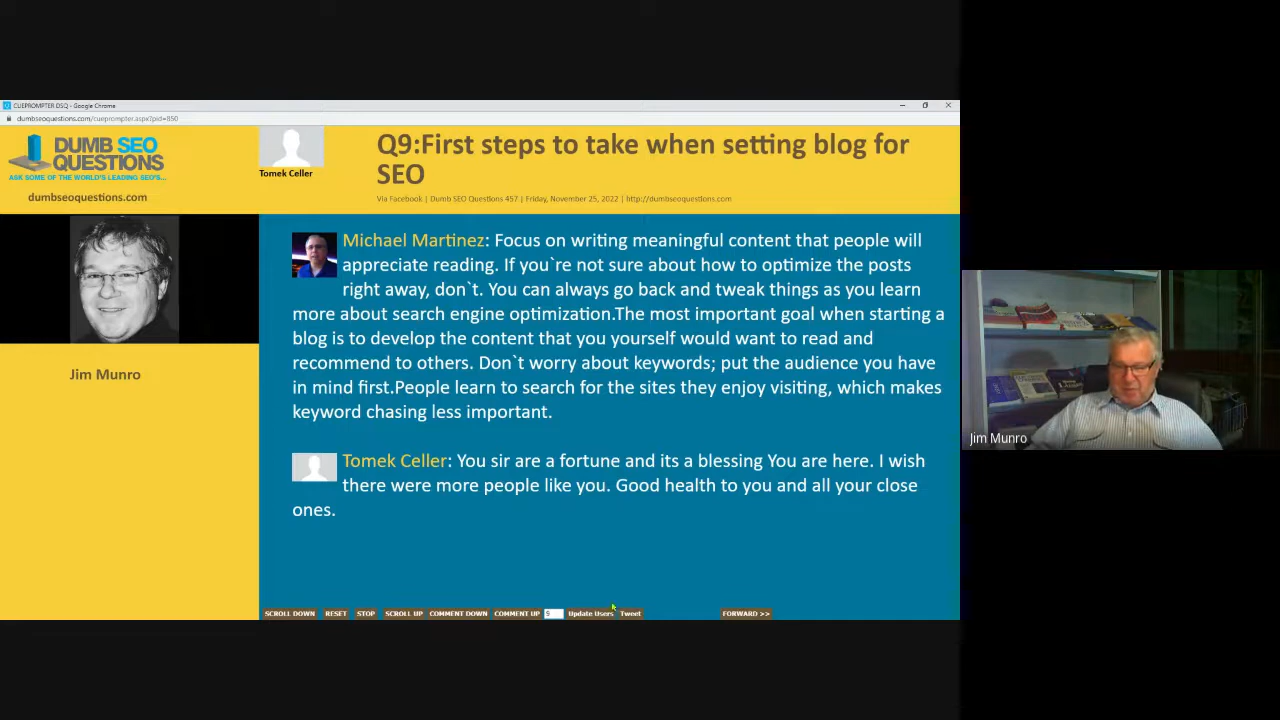 CUEPROMPTER DSQ - Google Chrome
dumbseoquestions.com/cueprompter.aspx?pid=850
DUMB SEO
QUESTIONS
ASK SOME OF THE WORLD'S LEADING SEO'S...
dumbseoquestions.com
Tomek Celler
Q9:First steps to take when setting blog for
SEO
Via Facebook | Dumb SEO Questions 457 | Friday, November 25, 2022 | http://dumbseoquestions.com
Jim Munro
Michael Martinez: Focus on writing meaningful content that people will
appreciate reading. If you`re not sure about how to optimize the posts
right away, don`t. You can always go back and tweak things as you learn
more about search engine optimization.The most important goal when starting a
blog is to develop the content that you yourself would want to read and
recommend to others. Don`t worry about keywords; put the audience you have
in mind first.People learn to search for the sites they enjoy visiting, which makes
keyword chasing less important.
Tomek Celler: You sir are a fortune and its a blessing You are here. I wish
there were more people like you. Good health to you and all your close
ones.
SCROLL DOWN RESET STOP SCROLL UP COMMENT DOWN COMMENT UP 9 Update Users Tweet FORWARD >>
Jim Munro